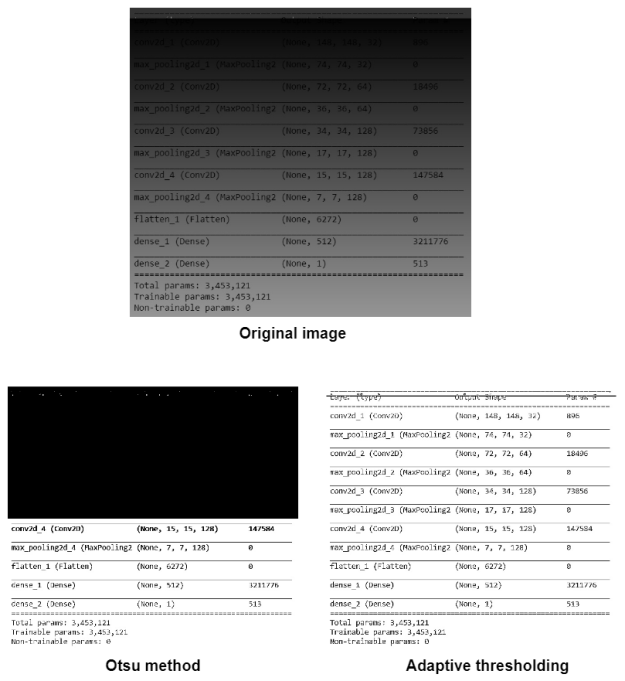 conv2d_1 (Conv2D) (None, 148, 148, 32) 896
max_pooling2d_1 (MaxPooling2 (None, 74, 74, 32) 0
conv2d_2 (Conv2D) (None, 72, 72, 64) 18496
max_pooling2d_2 (MaxPooling2 (None, 36, 36, 64) 0
conv2d_3 (Conv2D) (None, 34, 34, 128) 73856
max_pooling2d_3 (MaxPooling2 (None, 17, 17, 128) 0
conv2d_4 (Conv2D) (None, 15, 15, 128) 147584
max_pooling2d_4 (MaxPooling2 (None, 7, 7, 128) 0
flatten_1 (Flatten) (None, 6272) 0
dense_1 (Dense) (None, 512) 3211776
dense_2 (Dense) (None, 1) 513
Total params: 3,453,121
Trainable params: 3,453,121
Non-trainable params: 0
Original image
conv2d_4 (Conv2D) (None, 15, 15, 128) 147584
max_pooling2d_4 (MaxPooling2 (None, 7, 7, 128) 0
flatten_1 (Flatten) (None, 6272) 0
dense_1 (Dense) (None, 512) 3211776
dense_2 (Dense) (None, 1) 513
Total params: 3,453,121
Trainable params: 3,453,121
Non-trainable params: 0
Otsu method
Layer (type) Output Shape Param #
conv2d_1 (Conv2D) (None, 148, 148, 32) 896
max_pooling2d_1 (MaxPooling2 (None, 74, 74, 32) 0
conv2d_2 (Conv2D) (None, 72, 72, 64) 18496
max_pooling2d_2 (MaxPooling2 (None, 36, 36, 64) 0
conv2d_3 (Conv2D) (None, 34, 34, 128) 73856
max_pooling2d_3 (MaxPooling2 (None, 17, 17, 128) 0
conv2d_4 (Conv2D) (None, 15, 15, 128) 147584
max_pooling2d_4 (MaxPooling2 (None, 7, 7, 128) 0
flatten_1 (Flatten) (None, 6272) 0
dense_1 (Dense) (None, 512) 3211776
dense_2 (Dense) (None, 1) 513
Total params: 3,453,121
Trainable params: 3,453,121
Non-trainable params: 0
Adaptive thresholding